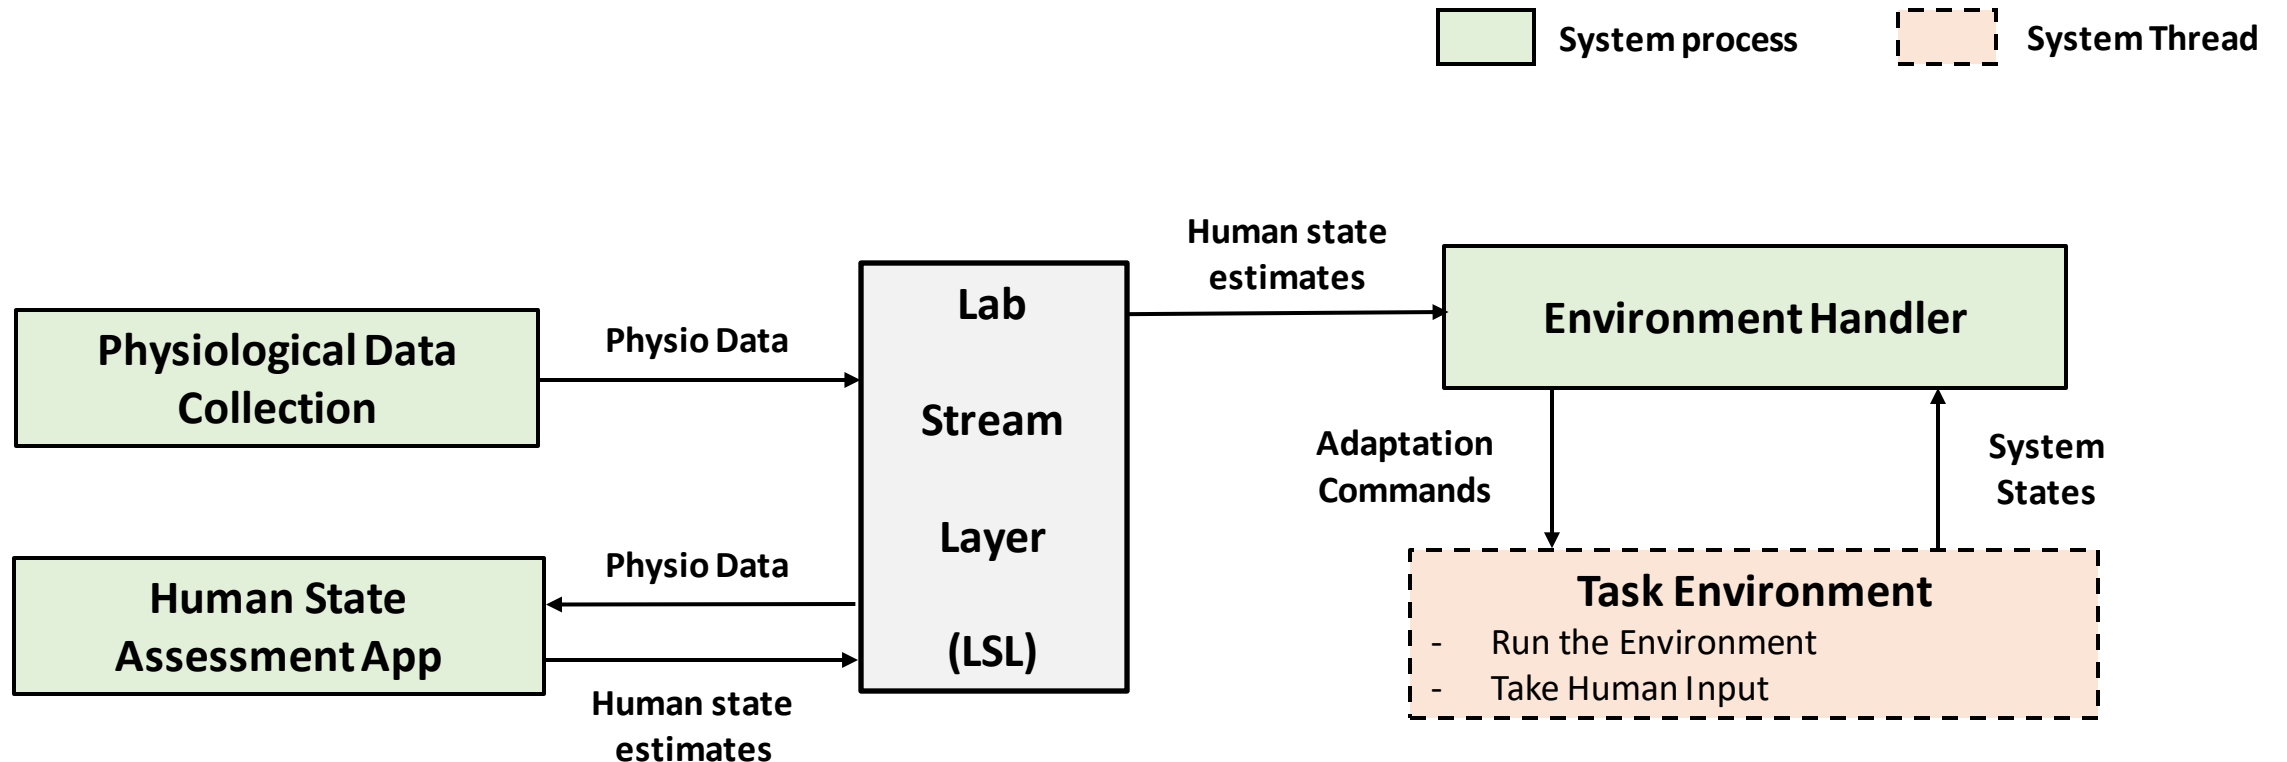 System process
System Thread
Human state
estimates
Environment Handler
Physiological Data
Collection
Physio Data
Lab
Stream
Layer
(LSL)
Adaptation
Commands
System
States
Human State
Assessment App
Physio Data
Human state
estimates
Task Environment
- Run the Environment
- Take Human Input